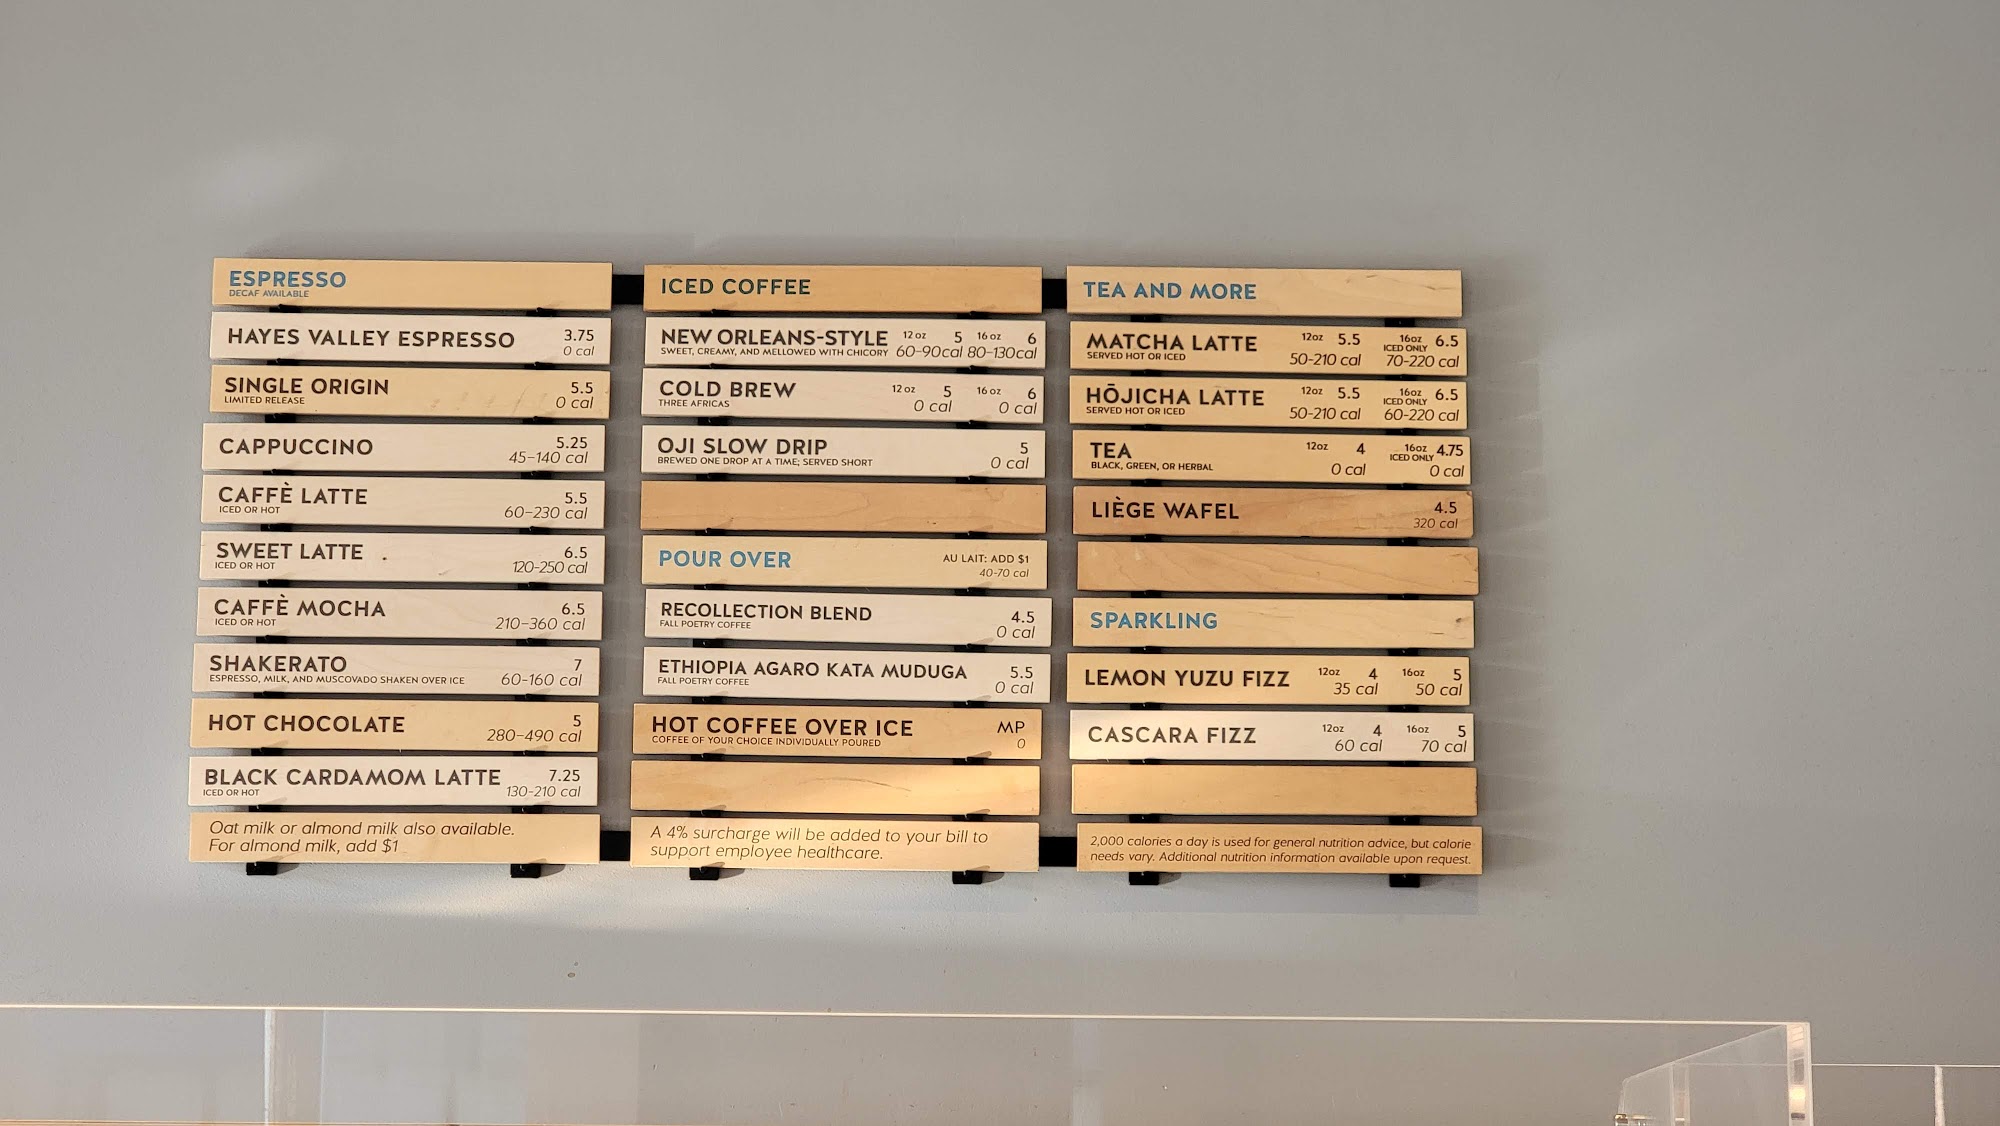 ESPRESSO
DECAF AVAILABLE
HAYES VALLEY ESPRESSO 3.75
0 cal
SINGLE ORIGIN 5.5
LIMITED RELEASE 0 cal
CAPPUCCINO 5.25
45-140 cal
CAFFÈ LATTE 5.5
ICED OR HOT 60-230 cal
SWEET LATTE 6.5
ICED OR HOT 120-250 cal
CAFFÈ MOCHA 6.5
ICED OR HOT 210-360 cal
SHAKERATO 7
ESPRESSO, MILK, AND MUSCOVADO SHAKEN OVER ICE 60-160 cal
HOT CHOCOLATE 5
280-490 cal
BLACK CARDAMOM LATTE 7.25
ICED OR HOT 130-210 cal
Oat milk or almond milk also available.
For almond milk, add $1
ICED COFFEE
NEW ORLEANS-STYLE 12oz 5 16oz 6
SWEET, CREAMY, AND MELLOWED WITH CHICORY 60-90cal 80-130cal
COLD BREW 12oz 5 16oz 6
THREE AFRICAS 0 cal 0 cal
OJI SLOW DRIP 5
BREWED ONE DROP AT A TIME; SERVED SHORT 0 cal
POUR OVER AU LAIT: ADD $1
40-70 cal
RECOLLECTION BLEND 4.5
FALL POETRY COFFEE 0 cal
ETHIOPIA AGARO KATA MUDUGA 5.5
FALL POETRY COFFEE 0 cal
HOT COFFEE OVER ICE MP
COFFEE OF YOUR CHOICE INDIVIDUALLY POURED 0
A 4% surcharge will be added to your bill to
support employee healthcare.
TEA AND MORE
MATCHA LATTE 12oz 5.5 16oz ICED ONLY 6.5
SERVED HOT OR ICED 50-210 cal 70-220 cal
HŌJICHA LATTE 12oz 5.5 16oz ICED ONLY 6.5
SERVED HOT OR ICED 50-210 cal 60-220 cal
TEA 12oz 4 16oz ICED ONLY 4.75
BLACK, GREEN, OR HERBAL 0 cal 0 cal
LIÈGE WAFEL 4.5
320 cal
SPARKLING
LEMON YUZU FIZZ 12oz 4 16oz 5
35 cal 50 cal
CASCARA FIZZ 12oz 4 16oz 5
60 cal 70 cal
2,000 calories a day is used for general nutrition advice, but calorie
needs vary. Additional nutrition information available upon request.